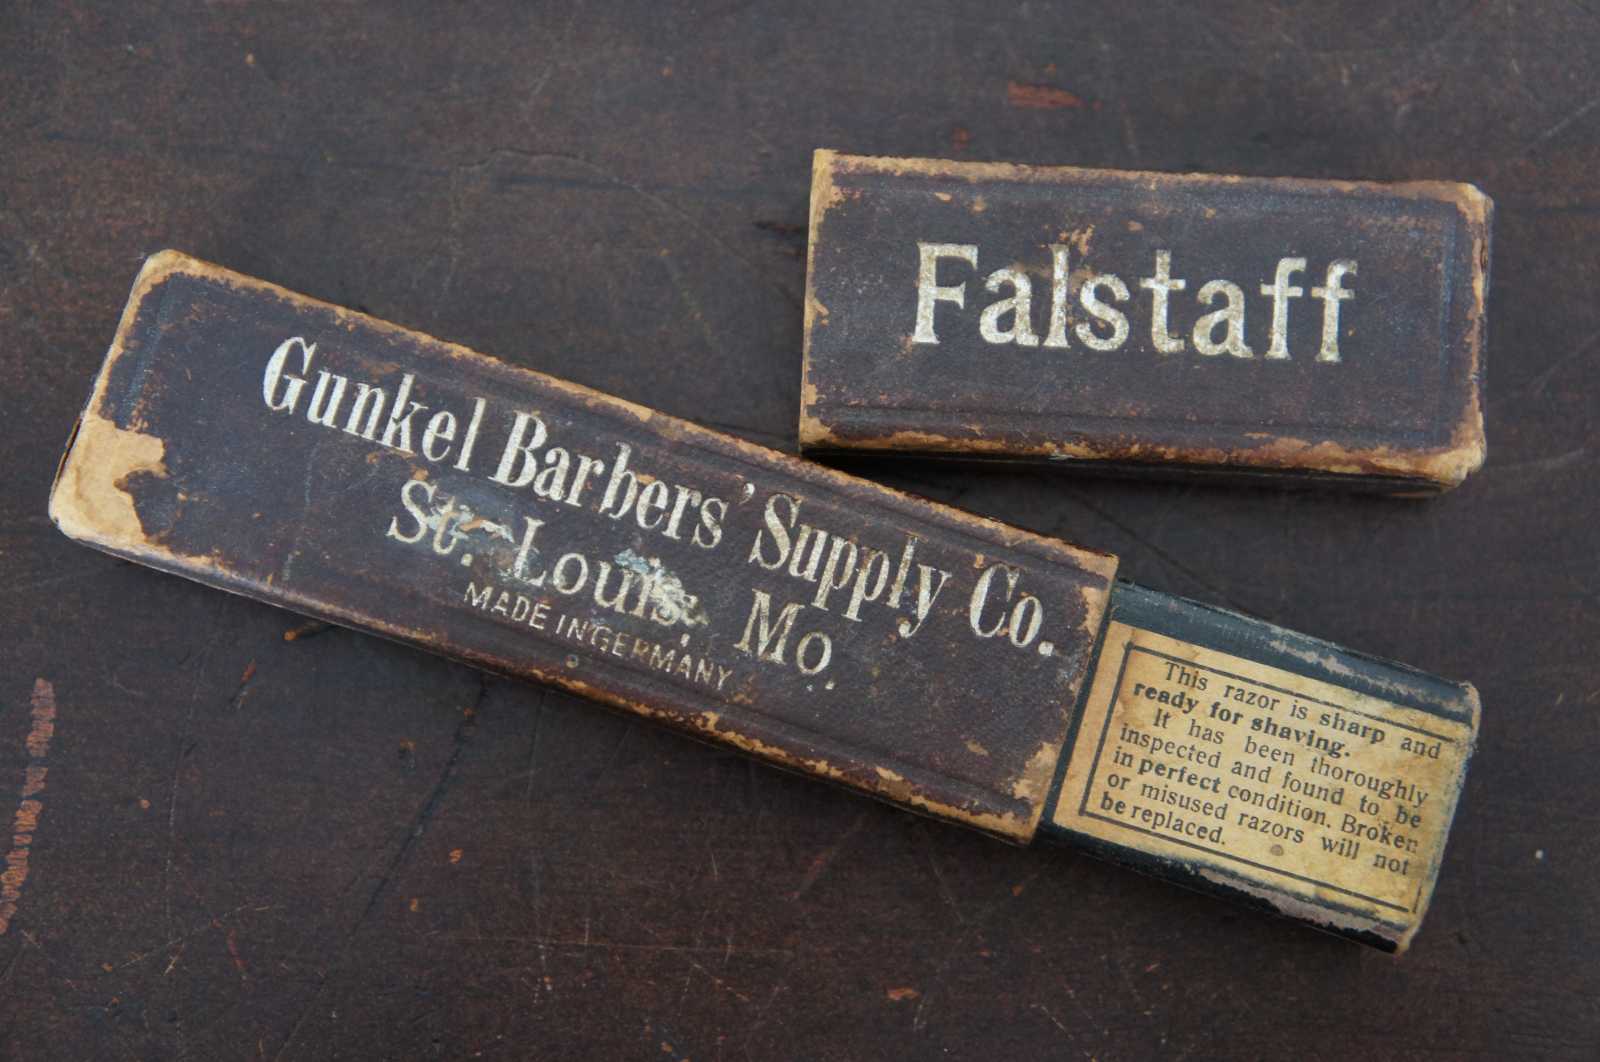 Falstaff
Gunkel Barbers' Supply Co.
St. Louis, Mo.
MADE IN GERMANY
This razor is sharp and
ready for shaving.
It has been thoroughly
inspected and found to be
in perfect condition. Broken
or misused razors will not
be replaced.